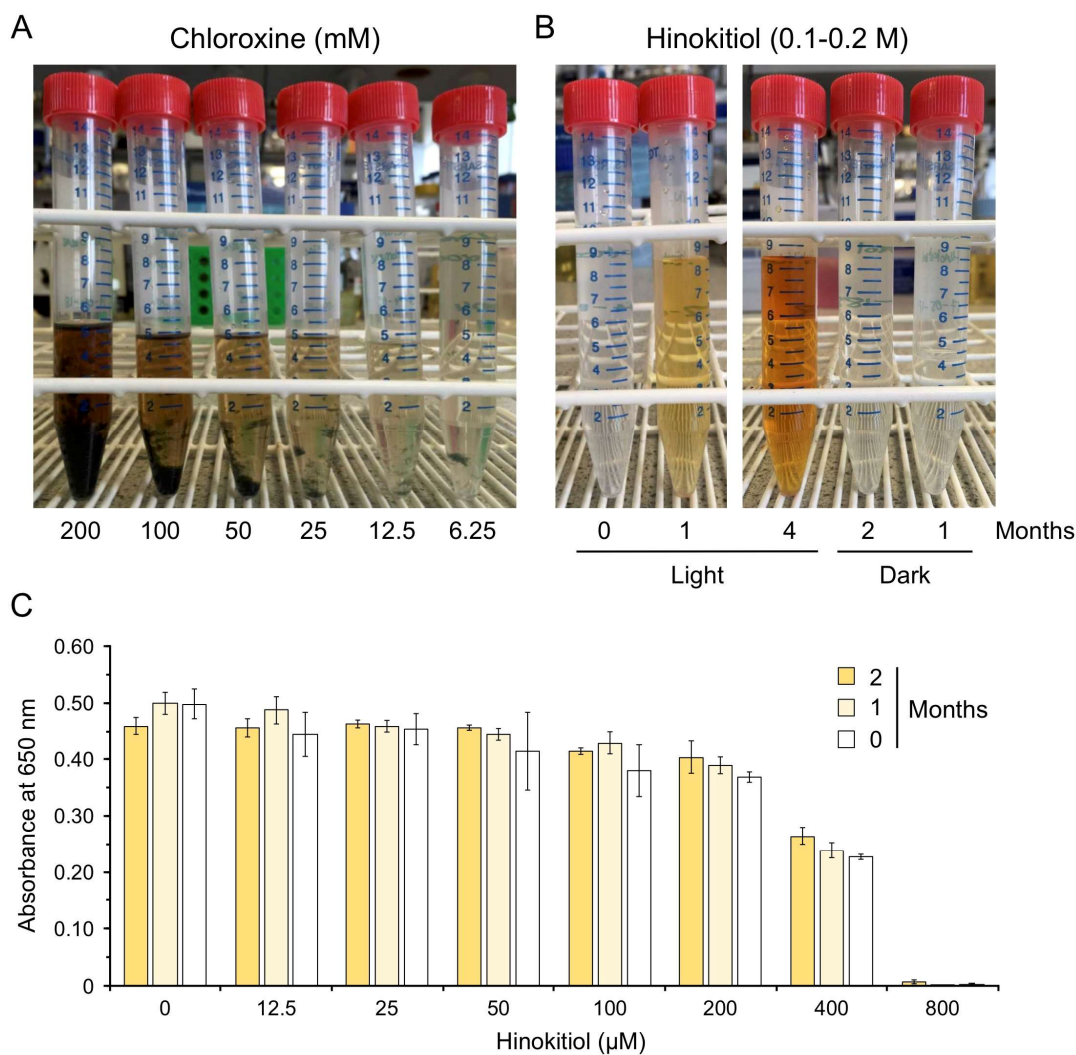 A
Chloroxine (mM)
200 100 50 25 12.5 6.25
B
Hinokitiol (0.1-0.2 M)
0 1 4 2 1 Months
Light Dark
C
Absorbance at 650 nm
0.60
0.50
0.40
0.30
0.20
0.10
0
2
1
0
Months
0 12.5 25 50 100 200 400 800
Hinokitiol (µM)